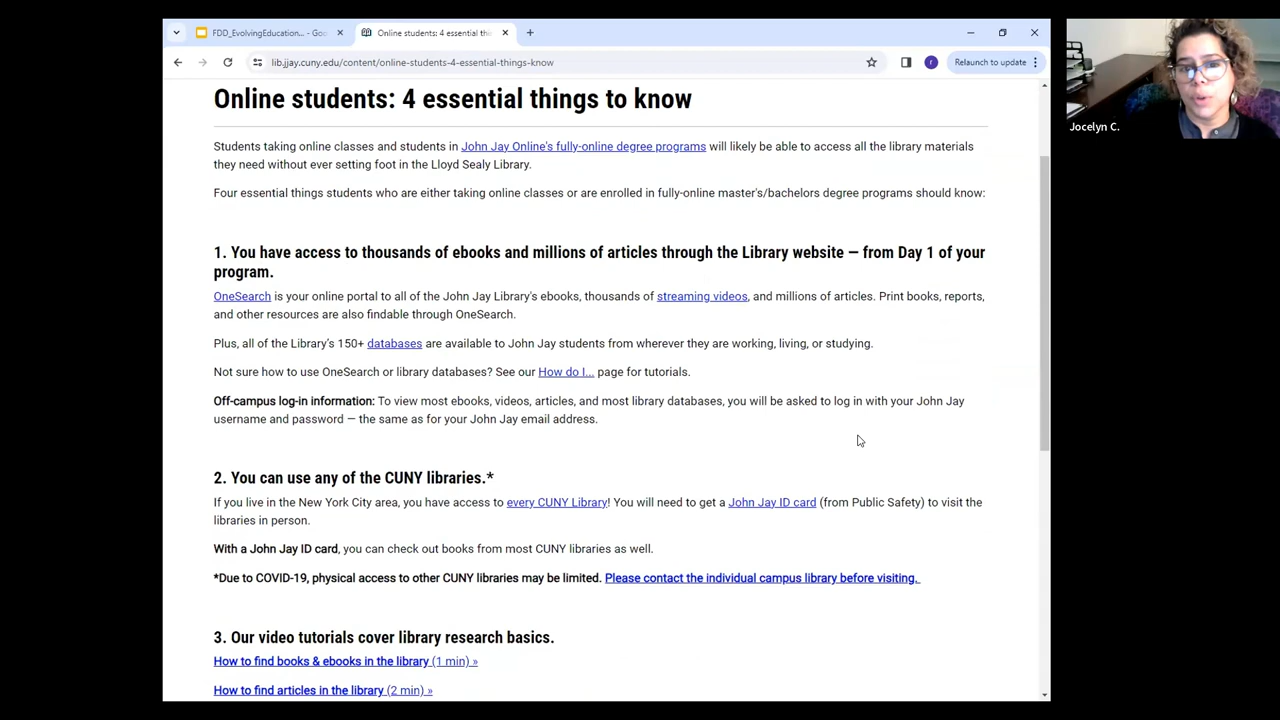 FDD_EvolvingEducation... - Goo
Online students: 4 essential thi
lib.jjay.cuny.edu/content/online-students-4-essential-things-know
Relaunch to update
Jocelyn C.
Online students: 4 essential things to know
Students taking online classes and students in John Jay Online's fully-online degree programs will likely be able to access all the library materials
they need without ever setting foot in the Lloyd Sealy Library.
Four essential things students who are either taking online classes or are enrolled in fully-online master's/bachelors degree programs should know:
1. You have access to thousands of ebooks and millions of articles through the Library website — from Day 1 of your
program.
OneSearch is your online portal to all of the John Jay Library's ebooks, thousands of streaming videos, and millions of articles. Print books, reports,
and other resources are also findable through OneSearch.
Plus, all of the Library's 150+ databases are available to John Jay students from wherever they are working, living, or studying.
Not sure how to use OneSearch or library databases? See our How do I... page for tutorials.
Off-campus log-in information: To view most ebooks, videos, articles, and most library databases, you will be asked to log in with your John Jay
username and password — the same as for your John Jay email address.
2. You can use any of the CUNY libraries.*
If you live in the New York City area, you have access to every CUNY Library! You will need to get a John Jay ID card (from Public Safety) to visit the
libraries in person.
With a John Jay ID card, you can check out books from most CUNY libraries as well.
*Due to COVID-19, physical access to other CUNY libraries may be limited. Please contact the individual campus library before visiting.
3. Our video tutorials cover library research basics.
How to find books & ebooks in the library (1 min) »
How to find articles in the library (2 min) »